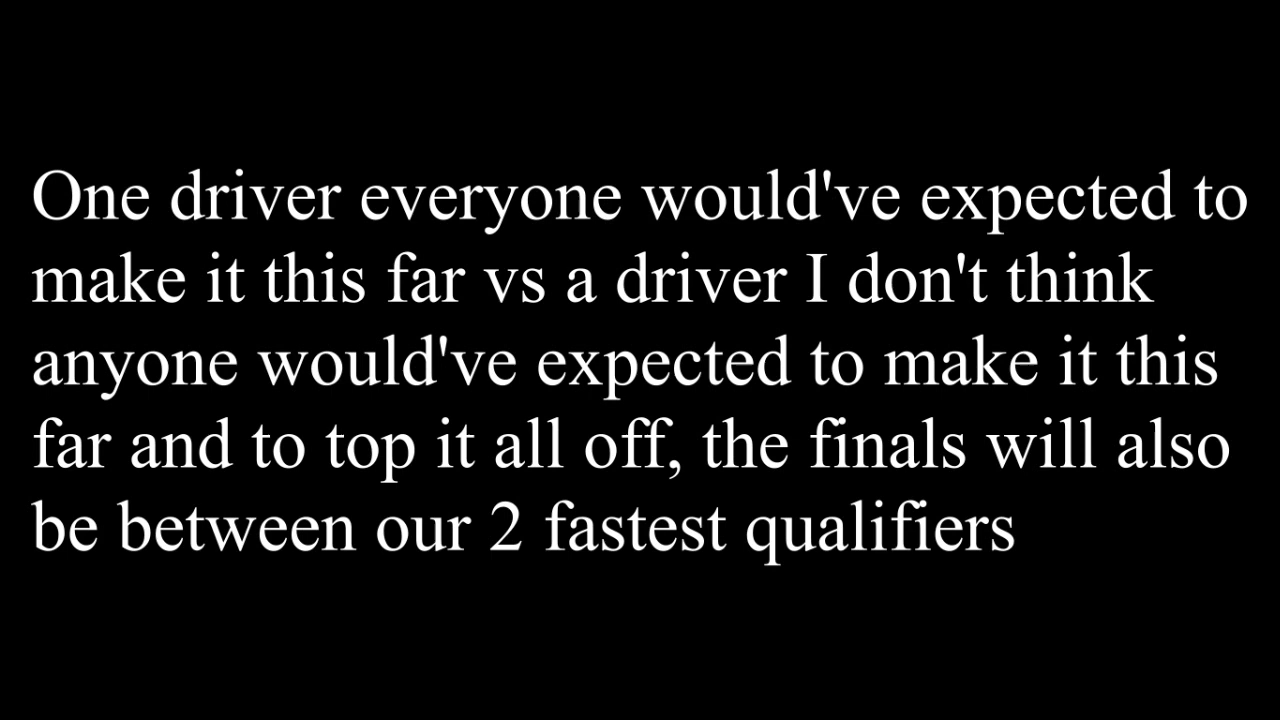 One driver everyone would've expected to
make it this far vs a driver I don't think
anyone would've expected to make it this
far and to top it all off, the finals will also
be between our 2 fastest qualifiers